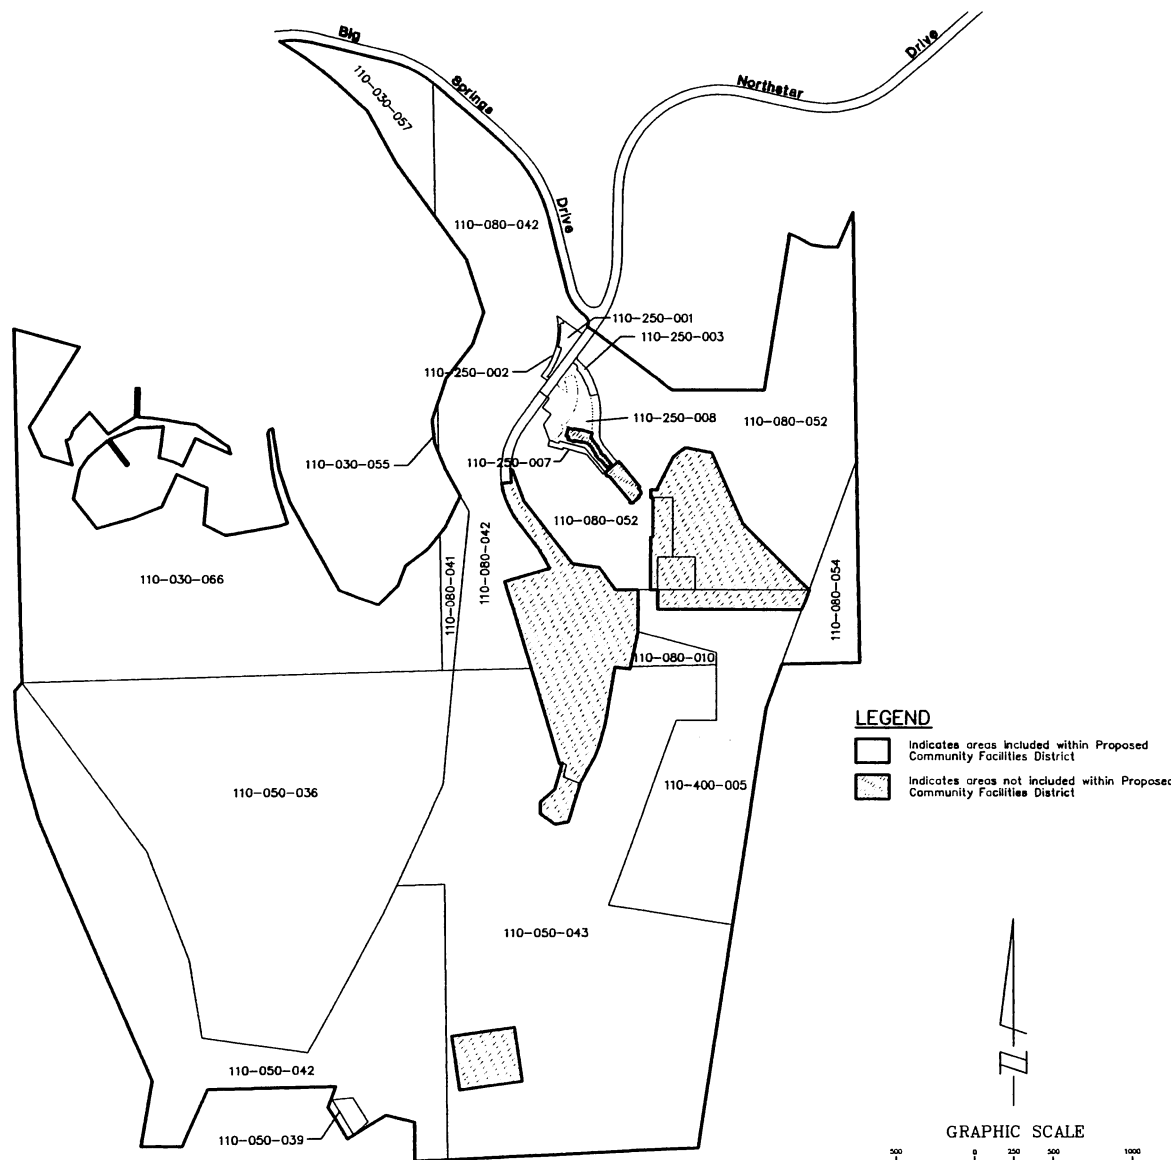 Big
Springs
Drive
Northstar
Drive
110-030-057
110-080-042
110-250-001
110-250-003
110-250-002
110-250-008
110-080-052
110-030-055
110-250-007
110-080-052
110-030-066
110-080-041
110-080-042
110-080-054
110-080-010
LEGEND
Indicates areas included within Proposed
Community Facilities District
Indicates areas not included within Proposed
Community Facilities District
110-050-036
110-400-005
110-050-043
110-050-042
110-050-039
N
GRAPHIC SCALE
500 0 250 500 1000